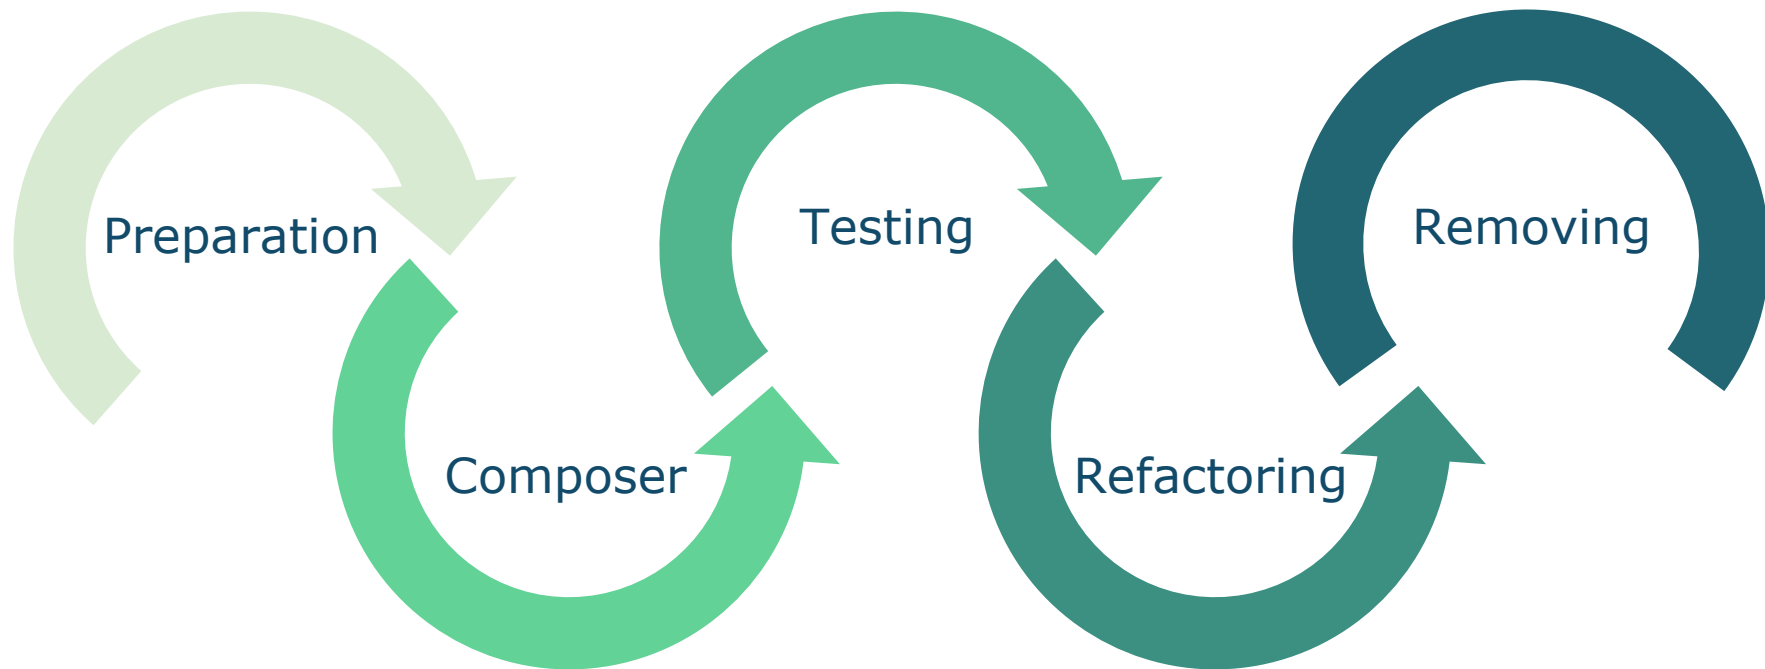 Preparation
Composer
Testing
Refactoring
Removing